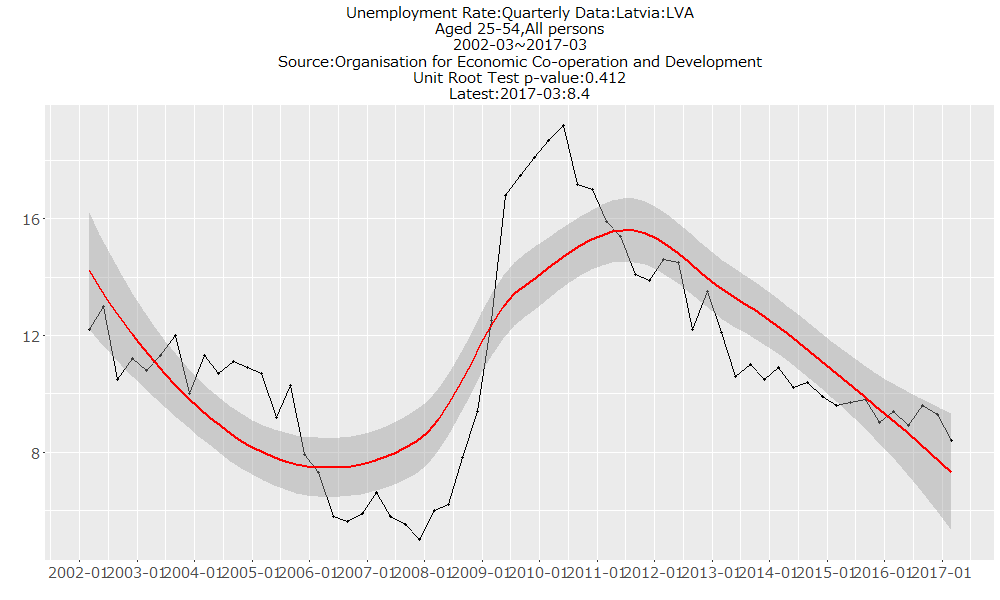 Unemployment Rate:Quarterly Data:Latvia:LVA
Aged 25-54,All persons
2002-03~2017-03
Source:Organisation for Economic Co-operation and Development
Unit Root Test p-value:0.412
Latest:2017-03:8.4
16
12
8
2002-01 2003-01 2004-01 2005-01 2006-01 2007-01 2008-01 2009-01 2010-01 2011-01 2012-01 2013-01 2014-01 2015-01 2016-01 2017-01